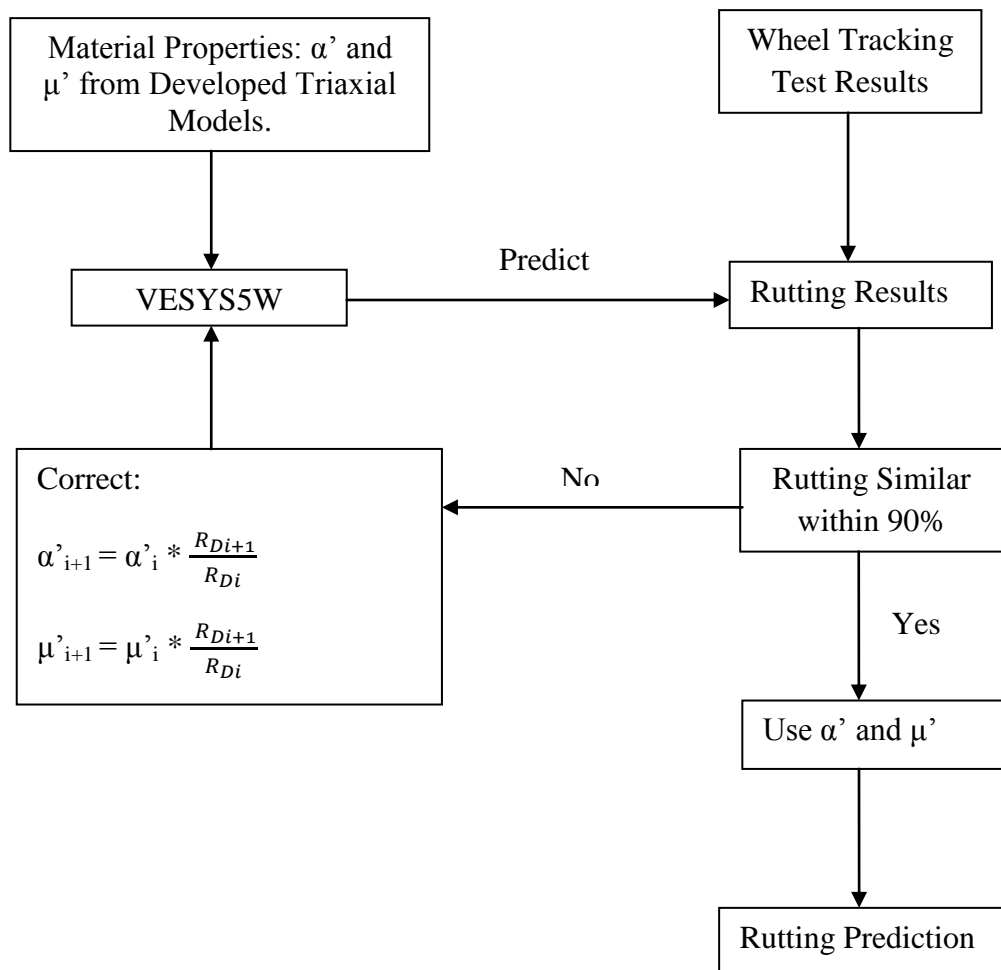 Material Properties: α’ and
μ’ from Developed Triaxial
Models.
Wheel Tracking
Test Results
Predict
VESYS5W
Rutting Results
Correct:
α’i+1 = α’i * RDi+1/RDi
μ’i+1 = μ’i * RDi+1/RDi
No
Rutting Similar
within 90%
Yes
Use α’ and μ’
Rutting Prediction